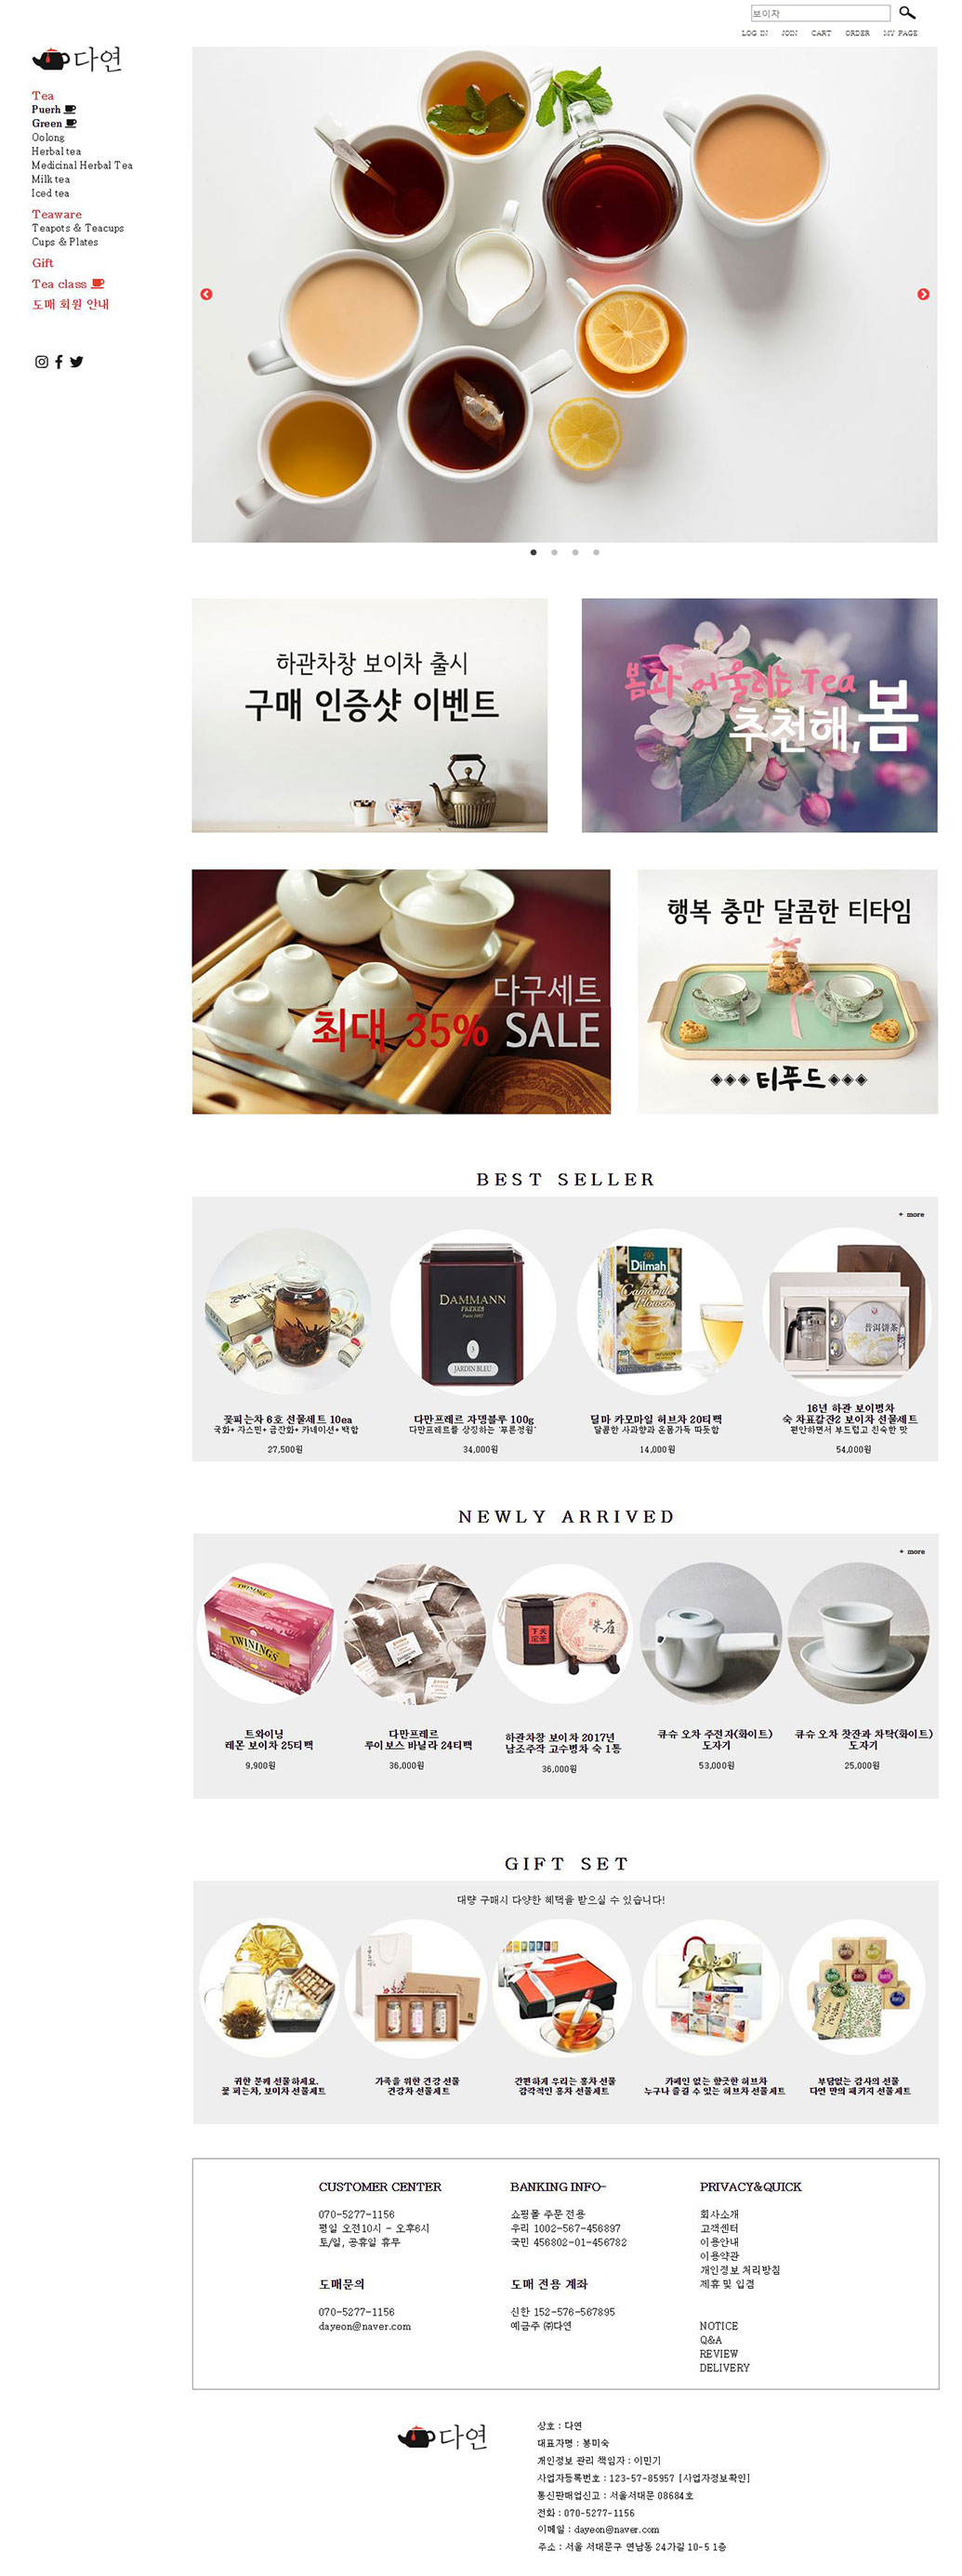 보이차
LOG IN JOIN CART ORDER MY PAGE
다연
Tea
Puerh
Green
Oolong
Herbal tea
Medicinal Herbal Tea
Milk tea
Iced tea
Teaware
Teapots & Teacups
Cups & Plates
Gift
Tea class
도매 회원 안내
하관차창 보이차 출시
구매 인증샷 이벤트
봄과 어울리는 Tea
추천해,봄
다구세트
최대 35% SALE
행복 충만 달콤한 티타임
티푸드
BEST SELLER
+ more
DAMMANN
FRERES
3
JARDIN BLEU
Dilmah
Camomile
Flowers
普洱饼茶
꽃피는차 6호 선물세트 10ea
국화+ 자스민+ 금잔화+ 카네이션+ 백합
27,500원
다만프레르 자뎅블루 100g
다만프레르를 상징하는 '푸른정원'
34,000원
딜마 카모마일 허브차 20티백
달콤한 사과향과 온몸가득 따듯함
14,000원
16년 하관 보이병차
숙 차표갈잔2 보이차 선물세트
편안하면서 부드럽고 친숙한 맛
54,000원
NEWLY ARRIVED
+ more
TWININGS
TWININGS
朱雀
트와이닝
레몬 보이차 25티백
9,900원
다만프레르
루이보스 바닐라 24티백
36,000원
하관차창 보이차 2017년
남조주작 고수병차 숙 1통
36,000원
큐슈 오차 주전자(화이트)
도자기
53,000원
큐슈 오차 찻잔과 차탁(화이트)
도자기
25,000원
GIFT SET
대량 구매시 다양한 혜택을 받으실 수 있습니다!
귀한 분께 선물하세요.
꽃 피는차, 보이차 선물세트
가족을 위한 건강 선물
건강차 선물세트
간편하게 우리는 홍차 선물
감각적인 홍차 선물세트
카페인 없는 향긋한 허브차
누구나 즐길 수 있는 허브차 선물세트
부담없는 감사의 선물
다연 만의 패키지 선물세트
CUSTOMER CENTER
070-5277-1156
평일 오전10시 - 오후6시
토/일, 공휴일 휴무
도매문의
070-5277-1156
dayeon@naver.com
BANKING INFO-
쇼핑몰 주문 전용
우리 1002-567-456897
국민 456802-01-456782
도매 전용 계좌
신한 152-576-567895
예금주 ㈜다연
PRIVACY&QUICK
회사소개
고객센터
이용안내
이용약관
개인정보 처리방침
제휴 및 입점
NOTICE
Q&A
REVIEW
DELIVERY
다연
상호 : 다연
대표자명 : 봉미숙
개인정보 관리 책임자 : 이민기
사업자등록번호 : 123-57-85957 [사업자정보확인]
통신판매업신고 : 서울서대문 08684호
전화 : 070-5277-1156
이메일 : dayeon@naver.com
주소 : 서울 서대문구 연남동 24가길 10-5 1층